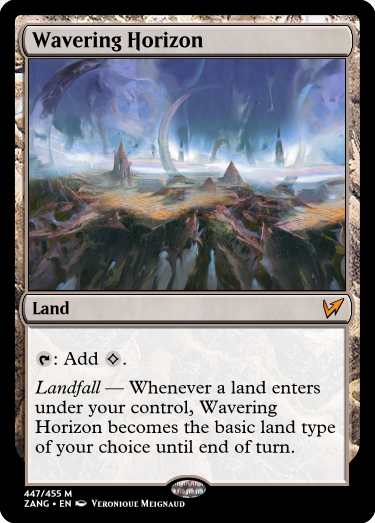 Wavering Horizon
Land
: Add .
Landfall — Whenever a land enters
under your control, Wavering
Horizon becomes the basic land type
of your choice until end of turn.
447/455 M
ZANG • EN Veronique Meignaud